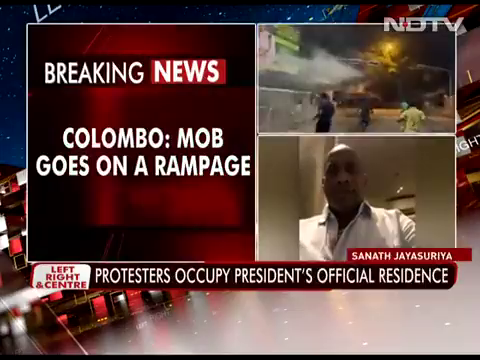 NDTV
BREAKING NEWS
COLOMBO: MOB
GOES ON A RAMPAGE
SANATH JAYASURIYA
LEFT
RIGHT
&CENTRE
PROTESTERS OCCUPY PRESIDENT'S OFFICIAL RESIDENCE